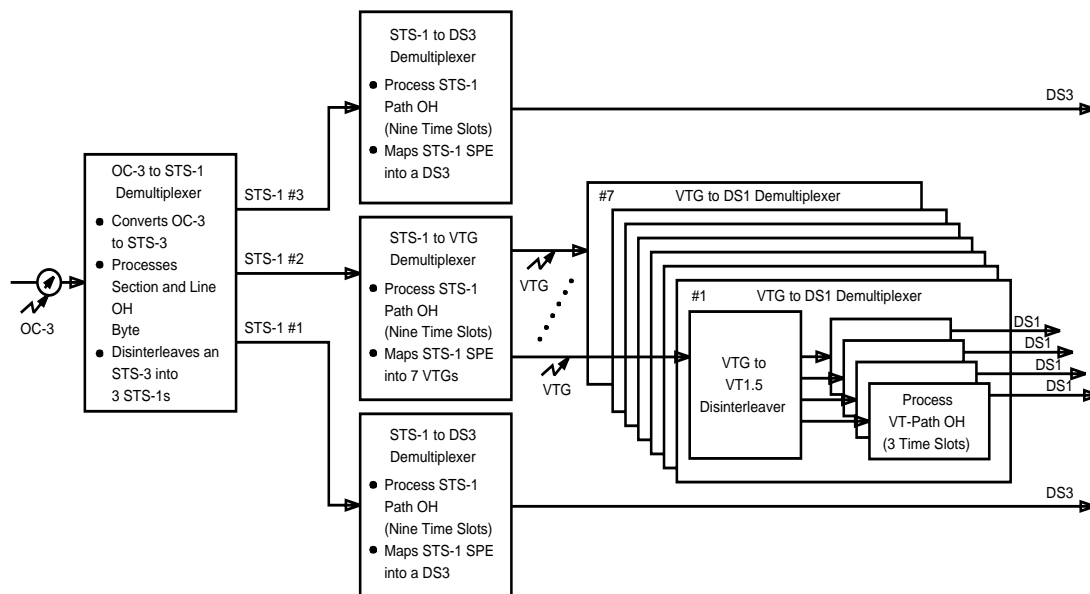 OC-3
OC-3 to STS-1
Demultiplexer
● Converts OC-3
to STS-3
● Processes
Section and Line
OH
Byte
● Disinterleaves an
STS-3 into
3 STS-1s
STS-1 #3
STS-1 #2
STS-1 #1
STS-1 to DS3
Demultiplexer
● Process STS-1
Path OH
(Nine Time Slots)
● Maps STS-1 SPE
into a DS3
DS3
STS-1 to VTG
Demultiplexer
● Process STS-1
Path OH
(Nine Time Slots)
● Maps STS-1 SPE
into 7 VTGs
VTG
VTG
#7 VTG to DS1 Demultiplexer
#1 VTG to DS1 Demultiplexer
VTG to
VT1.5
Disinterleaver
Process
VT-Path OH
(3 Time Slots)
DS1
DS1
DS1
DS1
STS-1 to DS3
Demultiplexer
● Process STS-1
Path OH
(Nine Time Slots)
● Maps STS-1 SPE
into a DS3
DS3